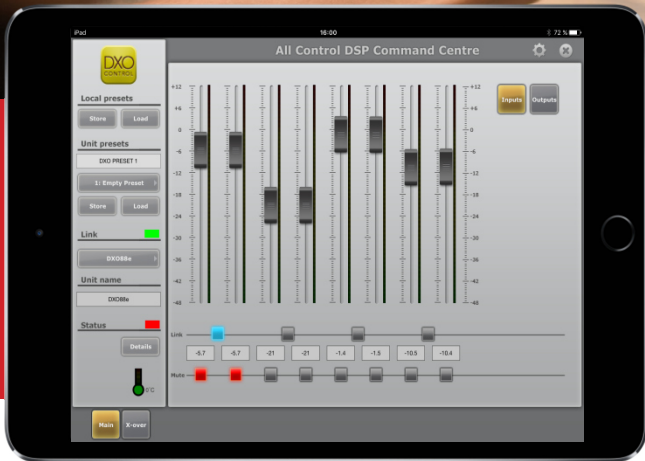 iPad
16:00
72 %
DXO
CONTROL
All Control DSP Command Centre
Local presets
Store
Load
Unit presets
DXO PRESET 1
1: Empty Preset
Store
Load
Link
DXO88e
Unit name
DXO88e
Status
Details
0°C
Main
X-over
Inputs
Outputs
+12
+6
0
-6
-12
-18
-24
-30
-36
-42
-48
+12
+6
0
-6
-12
-18
-24
-30
-36
-42
-48
Link
-5.7 -5.7 -21 -21 -1.4 -1.5 -10.5 -10.4
Mute